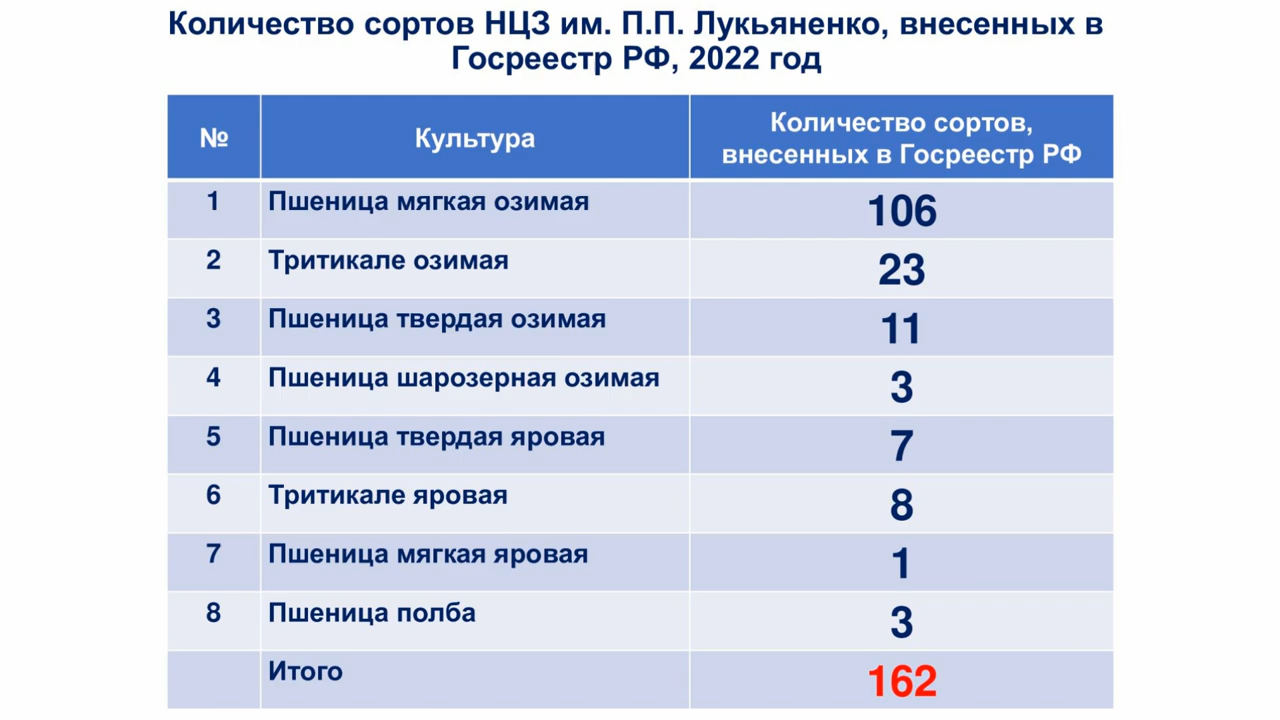 Количество сортов НЦЗ им. П.П. Лукьяненко, внесенных в
Госреестр РФ, 2022 год
№ Культура Количество сортов,
внесенных в Госреестр РФ
1 Пшеница мягкая озимая 106
2 Тритикале озимая 23
3 Пшеница твердая озимая 11
4 Пшеница шарозерная озимая 3
5 Пшеница твердая яровая 7
6 Тритикале яровая 8
7 Пшеница мягкая яровая 1
8 Пшеница полба 3
Итого 162